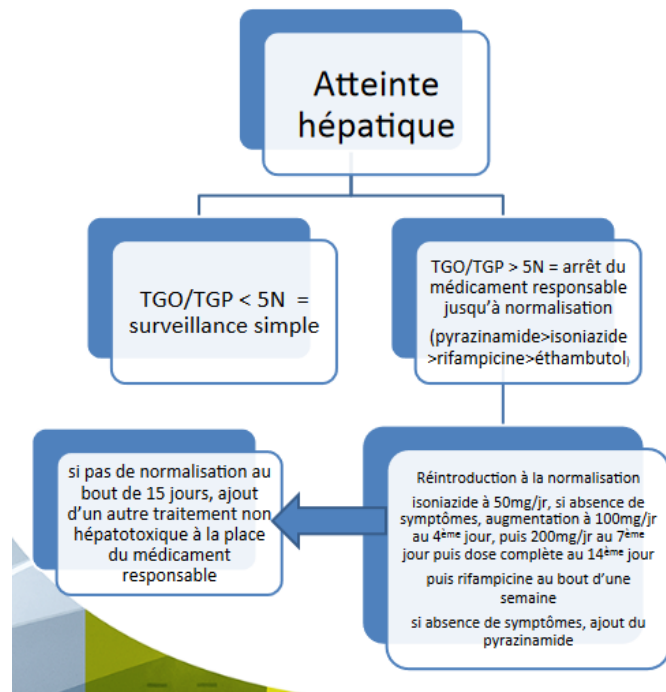 Atteinte
hépatique
TGO/TGP < 5N =
surveillance simple
TGO/TGP > 5N = arrêt du
médicament responsable
jusqu'à normalisation
(pyrazinamide>isoniazide
>rifampicine>éthambutol)
si pas de normalisation au
bout de 15 jours, ajout
d'un autre traitement non
hépatotoxique à la place
du médicament
responsable
Réintroduction à la normalisation
isoniazide à 50mg/jr, si absence de
symptômes, augmentation à 100mg/jr
au 4ème jour, puis 200mg/jr au 7ème
jour puis dose complète au 14ème jour
puis rifampicine au bout d'une
semaine
si absence de symptômes, ajout du
pyrazinamide